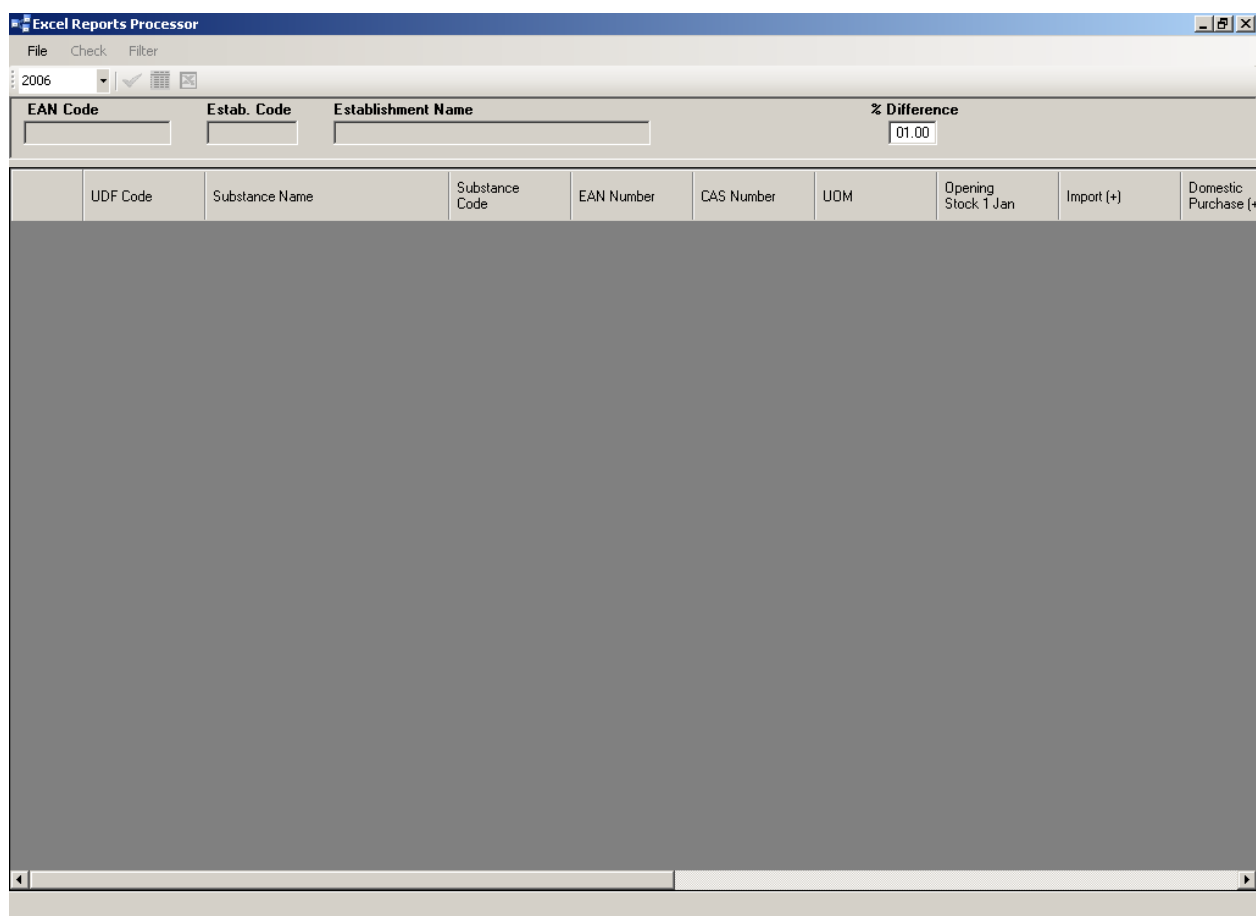 Excel Reports Processor
File Check Filter
2006
EAN Code Estab. Code Establishment Name % Difference
01.00
UDF Code Substance Name Substance Code EAN Number CAS Number UOM Opening Stock 1 Jan Import (+) Domestic Purchase (+